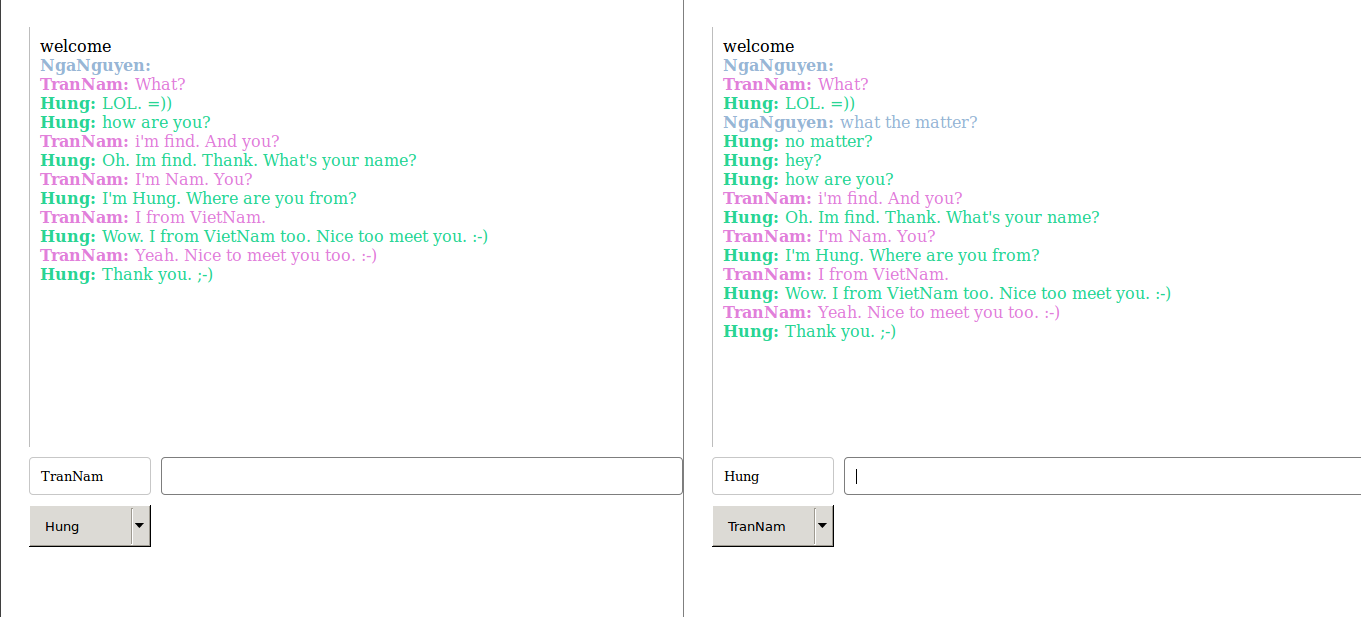 welcome
NgaNguyen:
TranNam: What?
Hung: LOL. =))
Hung: how are you?
TranNam: i'm find. And you?
Hung: Oh. Im find. Thank. What's your name?
TranNam: I'm Nam. You?
Hung: I'm Hung. Where are you from?
TranNam: I from VietNam.
Hung: Wow. I from VietNam too. Nice too meet you. :-)
TranNam: Yeah. Nice to meet you too. :-)
Hung: Thank you. ;-)
TranNam
Hung
welcome
NgaNguyen:
TranNam: What?
Hung: LOL. =))
NgaNguyen: what the matter?
Hung: no matter?
Hung: hey?
Hung: how are you?
TranNam: i'm find. And you?
Hung: Oh. Im find. Thank. What's your name?
TranNam: I'm Nam. You?
Hung: I'm Hung. Where are you from?
TranNam: I from VietNam.
Hung: Wow. I from VietNam too. Nice too meet you. :-)
TranNam: Yeah. Nice to meet you too. :-)
Hung: Thank you. ;-)
Hung
TranNam